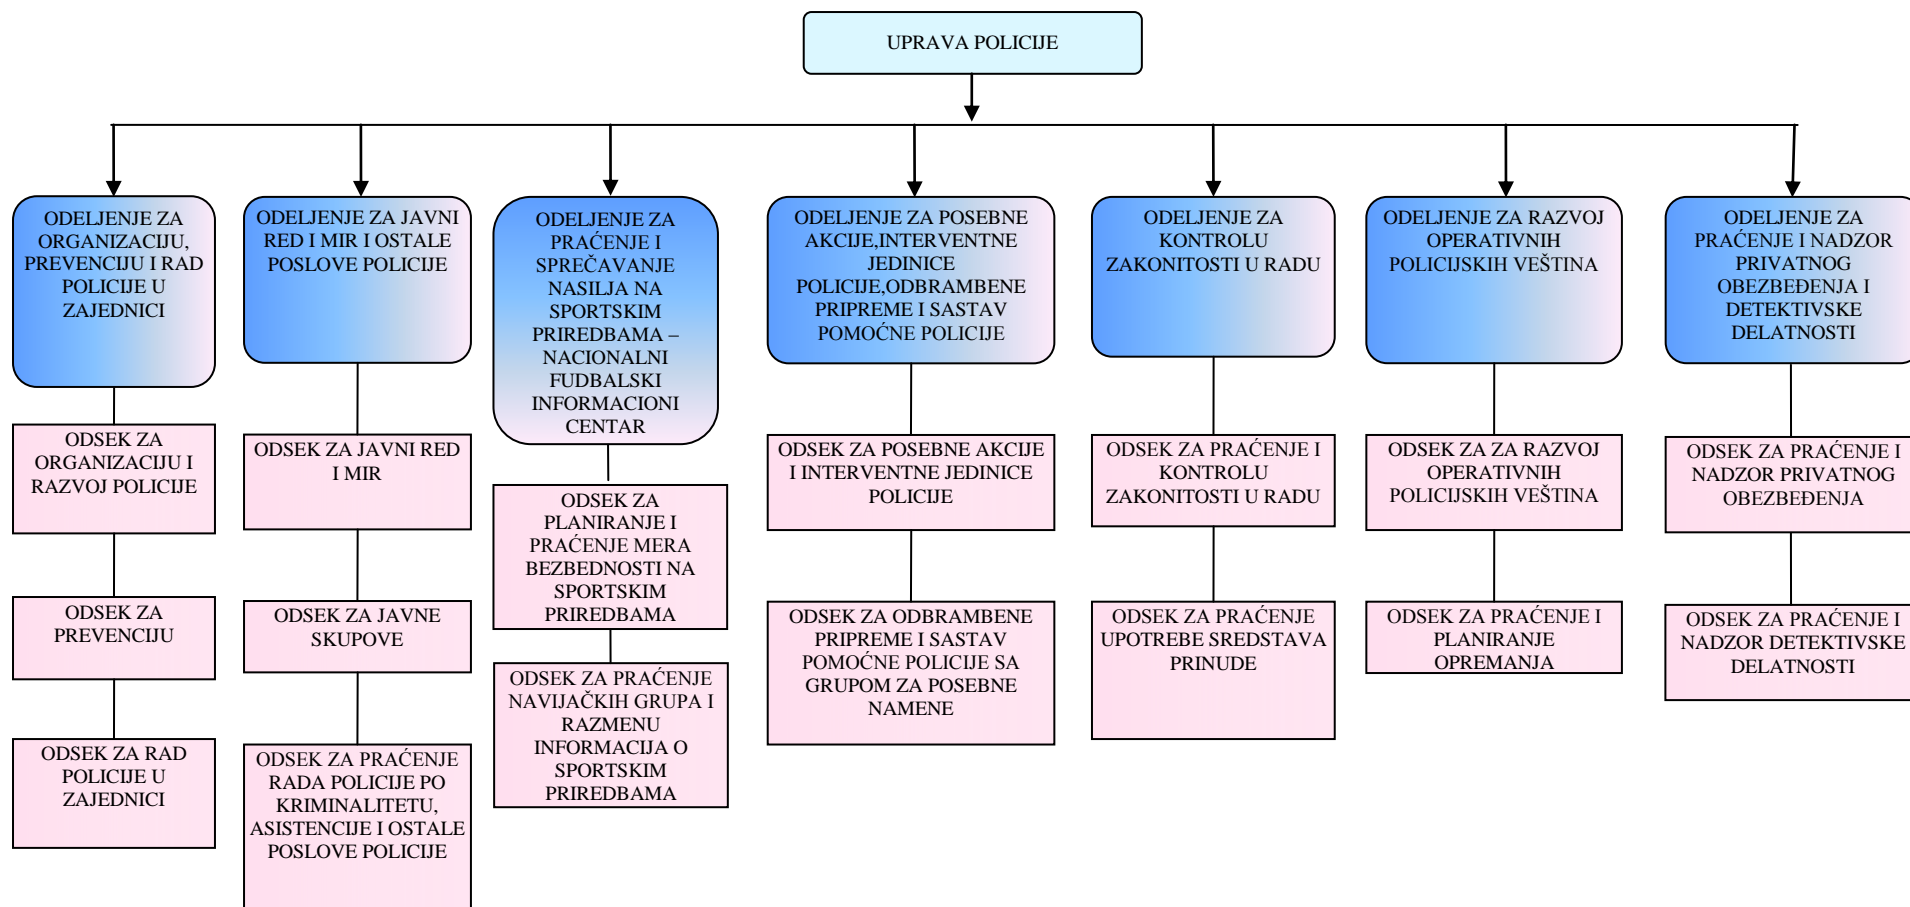 UPRAVA POLICIJE
ODELJENJE ZA
ORGANIZACIJU,
PREVENCIJU I RAD
POLICIJE U
ZAJEDNICI
ODSEK ZA
ORGANIZACIJU I
RAZVOJ POLICIJE
ODSEK ZA
PREVENCIJU
ODSEK ZA RAD
POLICIJE U
ZAJEDNICI
ODELJENJE ZA JAVNI
RED I MIR I OSTALE
POSLOVE POLICIJE
ODSEK ZA JAVNI RED
I MIR
ODSEK ZA JAVNE
SKUPOVE
ODSEK ZA PRAĆENJE
RADA POLICIJE PO
KRIMINALITETU,
ASISTENCIJE I OSTALE
POSLOVE POLICIJE
ODELJENJE ZA
PRAĆENJE I
SPREČAVANJE
NASILJA NA
SPORTSKIM
PRIREDBAMA –
NACIONALNI
FUDBALSKI
INFORMACIONI
CENTAR
ODSEK ZA
PLANIRANJE I
PRAĆENJE MERA
BEZBEDNOSTI NA
SPORTSKIM
PRIREDBAMA
ODSEK ZA PRAĆENJE
NAVIJAČKIH GRUPA I
RAZMENU
INFORMACIJA O
SPORTSKIM
PRIREDBAMA
ODELJENJE ZA POSEBNE
AKCIJE,INTERVENTNE
JEDINICE
POLICIJE,ODBRAMBENE
PRIPREME I SASTAV
POMOĆNE POLICIJE
ODSEK ZA POSEBNE AKCIJE
I INTERVENTNE JEDINICE
POLICIJE
ODSEK ZA ODBRAMBENE
PRIPREME I SASTAV
POMOĆNE POLICIJE SA
GRUPOM ZA POSEBNE
NAMENE
ODELJENJE ZA
KONTROLU
ZAKONITOSTI U RADU
ODSEK ZA PRAĆENJE I
KONTROLU
ZAKONITOSTI U RADU
ODSEK ZA PRAĆENJE
UPOTREBE SREDSTAVA
PRINUDE
ODELJENJE ZA RAZVOJ
OPERATIVNIH
POLICIJSKIH VEŠTINA
ODSEK ZA ZA RAZVOJ
OPERATIVNIH
POLICIJSKIH VEŠTINA
ODSEK ZA PRAĆENJE I
PLANIRANJE
OPREMANJA
ODELJENJE ZA
PRAĆENJE I NADZOR
PRIVATNOG
OBEZBEĐENJA I
DETEKTIVSKE
DELATNOSTI
ODSEK ZA PRAĆENJE I
NADZOR PRIVATNOG
OBEZBEĐENJA
ODSEK ZA PRAĆENJE I
NADZOR DETEKTIVSKE
DELATNOSTI